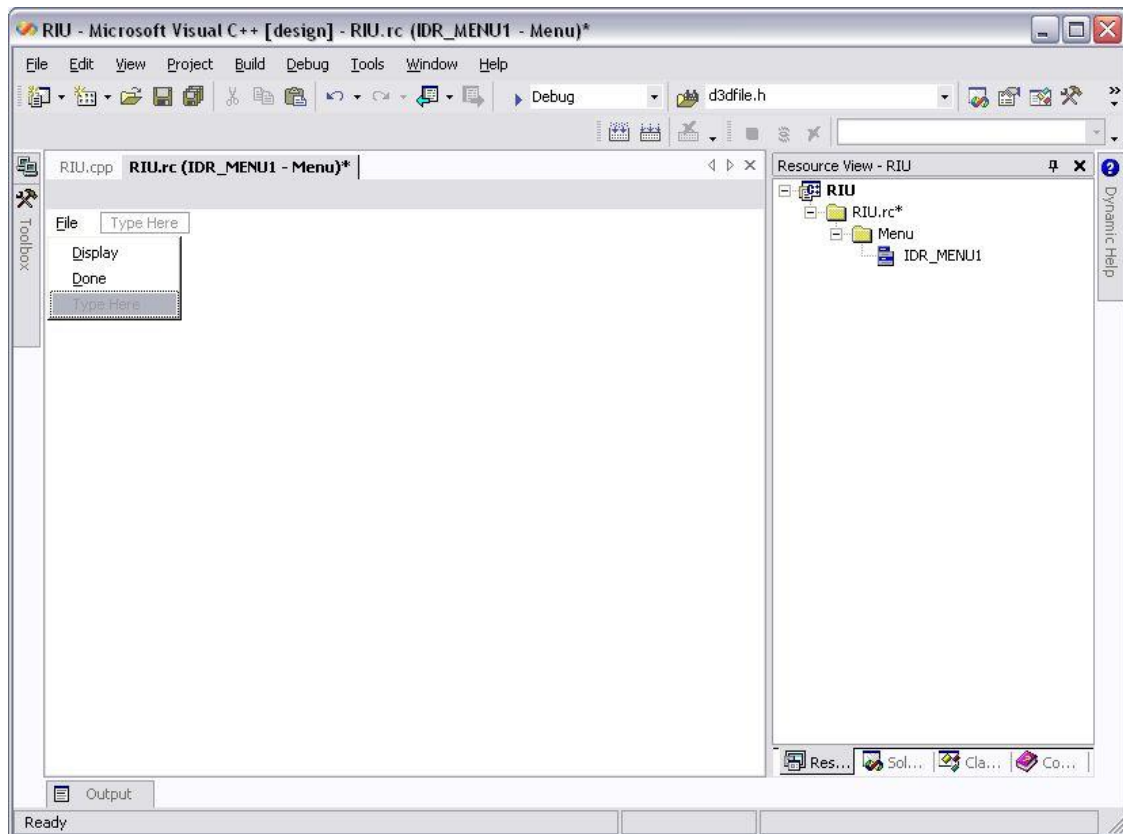 RIU - Microsoft Visual C++ [design] - RIU.rc (IDR_MENU1 - Menu)*
File Edit View Project Build Debug Tools Window Help
Debug d3dfile.h
RIU.cpp RIU.rc (IDR_MENU1 - Menu)*
Resource View - RIU
Toolbox
File Type Here
Display
Done
Type Here
RIU
RIU.rc*
Menu
IDR_MENU1
Dynamic Help
Res... Sol... Cla... Co...
Output
Ready